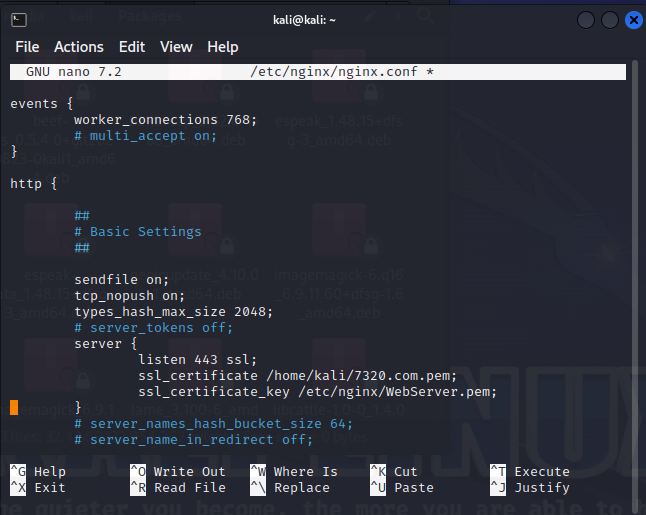 kali@kali: ~
File Actions Edit View Help
GNU nano 7.2 /etc/nginx/nginx.conf *
events {
worker_connections 768;
# multi_accept on;
}
http {
##
# Basic Settings
##
sendfile on;
tcp_nopush on;
types_hash_max_size 2048;
# server_tokens off;
server {
listen 443 ssl;
ssl_certificate /home/kali/7320.com.pem;
ssl_certificate_key /etc/nginx/WebServer.pem;
}
# server_names_hash_bucket_size 64;
# server_name_in_redirect off;
^G Help ^O Write Out ^W Where Is ^K Cut ^T Execute
^X Exit ^R Read File ^\ Replace ^U Paste ^J Justify